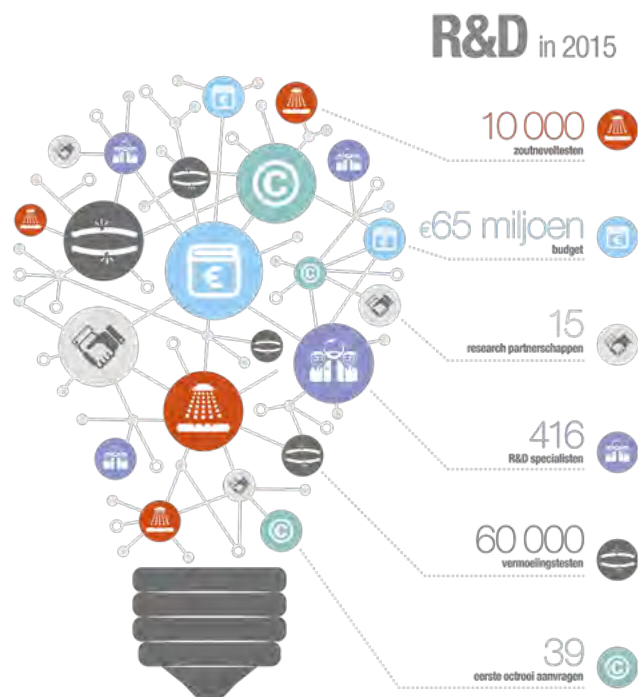 R&D in 2015
10 000
zoutneveltesten
€65 miljoen
budget
15
research partnerschappen
416
R&D specialisten
60 000
vermoeiingstesten
39
eerste octrooi aanvragen